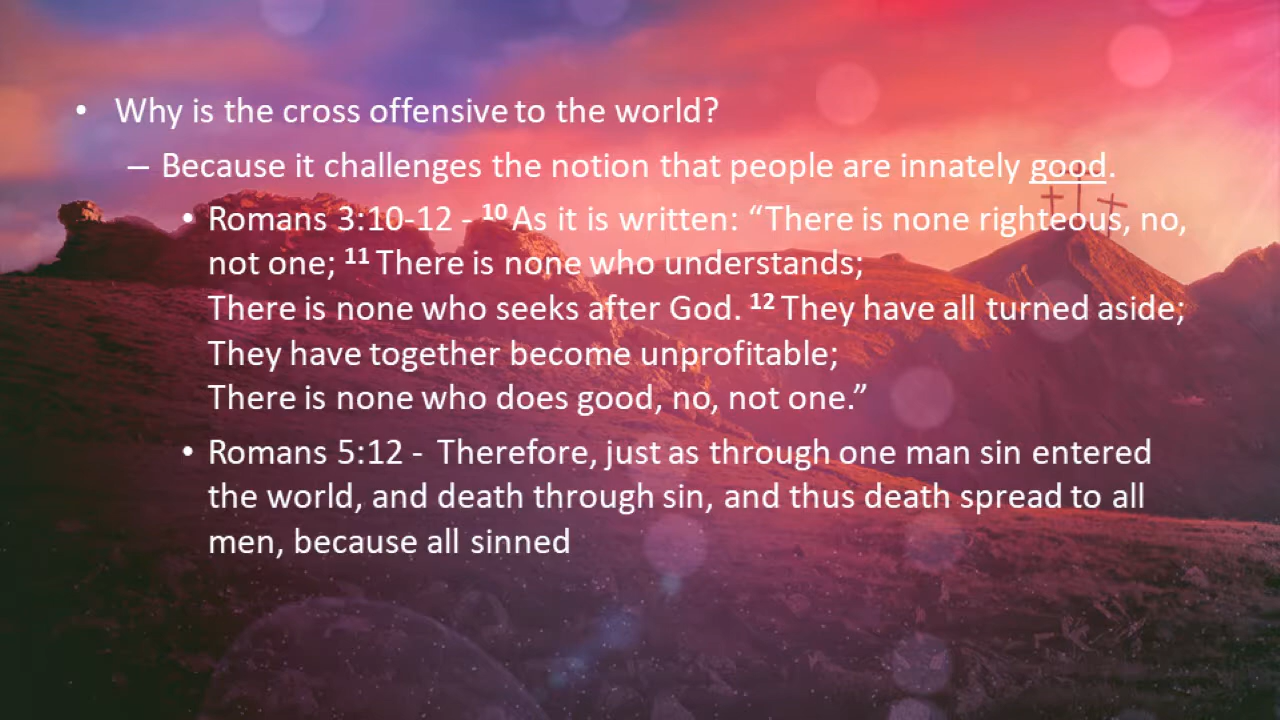 • Why is the cross offensive to the world?
– Because it challenges the notion that people are innately good.
• Romans 3:10-12 - 10 As it is written: “There is none righteous, no,
not one; 11 There is none who understands;
There is none who seeks after God. 12 They have all turned aside;
They have together become unprofitable;
There is none who does good, no, not one.”
• Romans 5:12 - Therefore, just as through one man sin entered
the world, and death through sin, and thus death spread to all
men, because all sinned